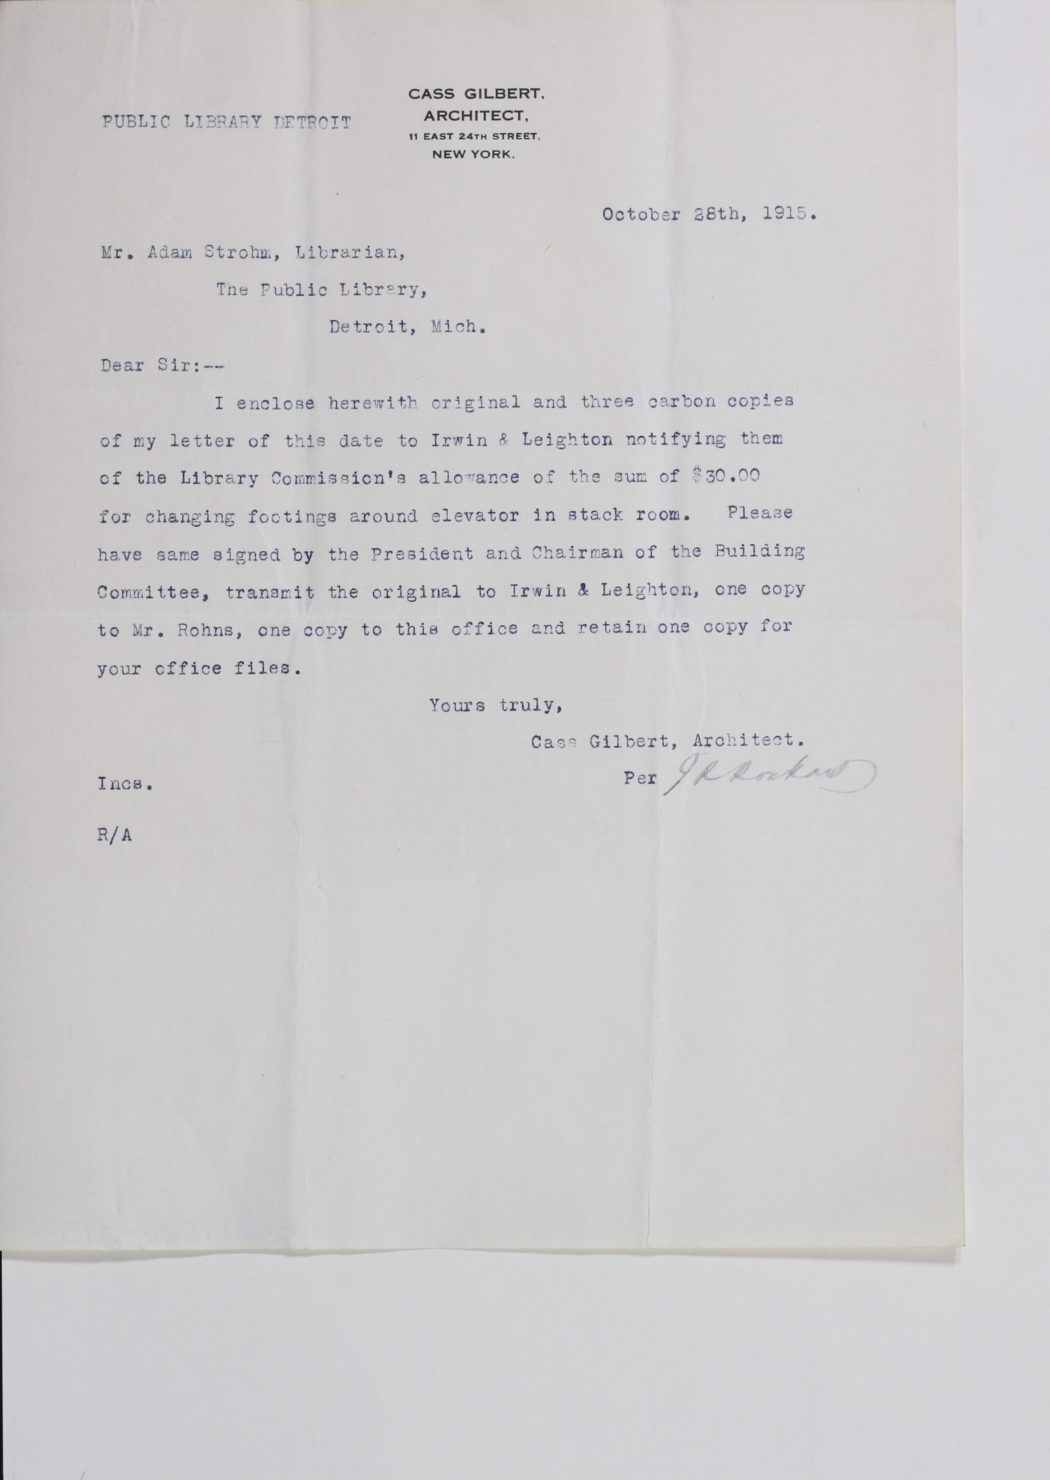 CASS GILBERT,
ARCHITECT,
11 EAST 24TH STREET,
NEW YORK.
PUBLIC LIBRARY DETROIT
October 28th, 1915.
Mr. Adam Strohm, Librarian,
The Public Library,
Detroit, Mich.
Dear Sir:--
I enclose herewith original and three carbon copies
of my letter of this date to Irwin & Leighton notifying them
of the Library Commission's allowance of the sum of $30.00
for changing footings around elevator in stack room. Please
have same signed by the President and Chairman of the Building
Committee, transmit the original to Irwin & Leighton, one copy
to Mr. Rohns, one copy to this office and retain one copy for
your office files.
Yours truly,
Cass Gilbert, Architect.
Per
Incs.
R/A